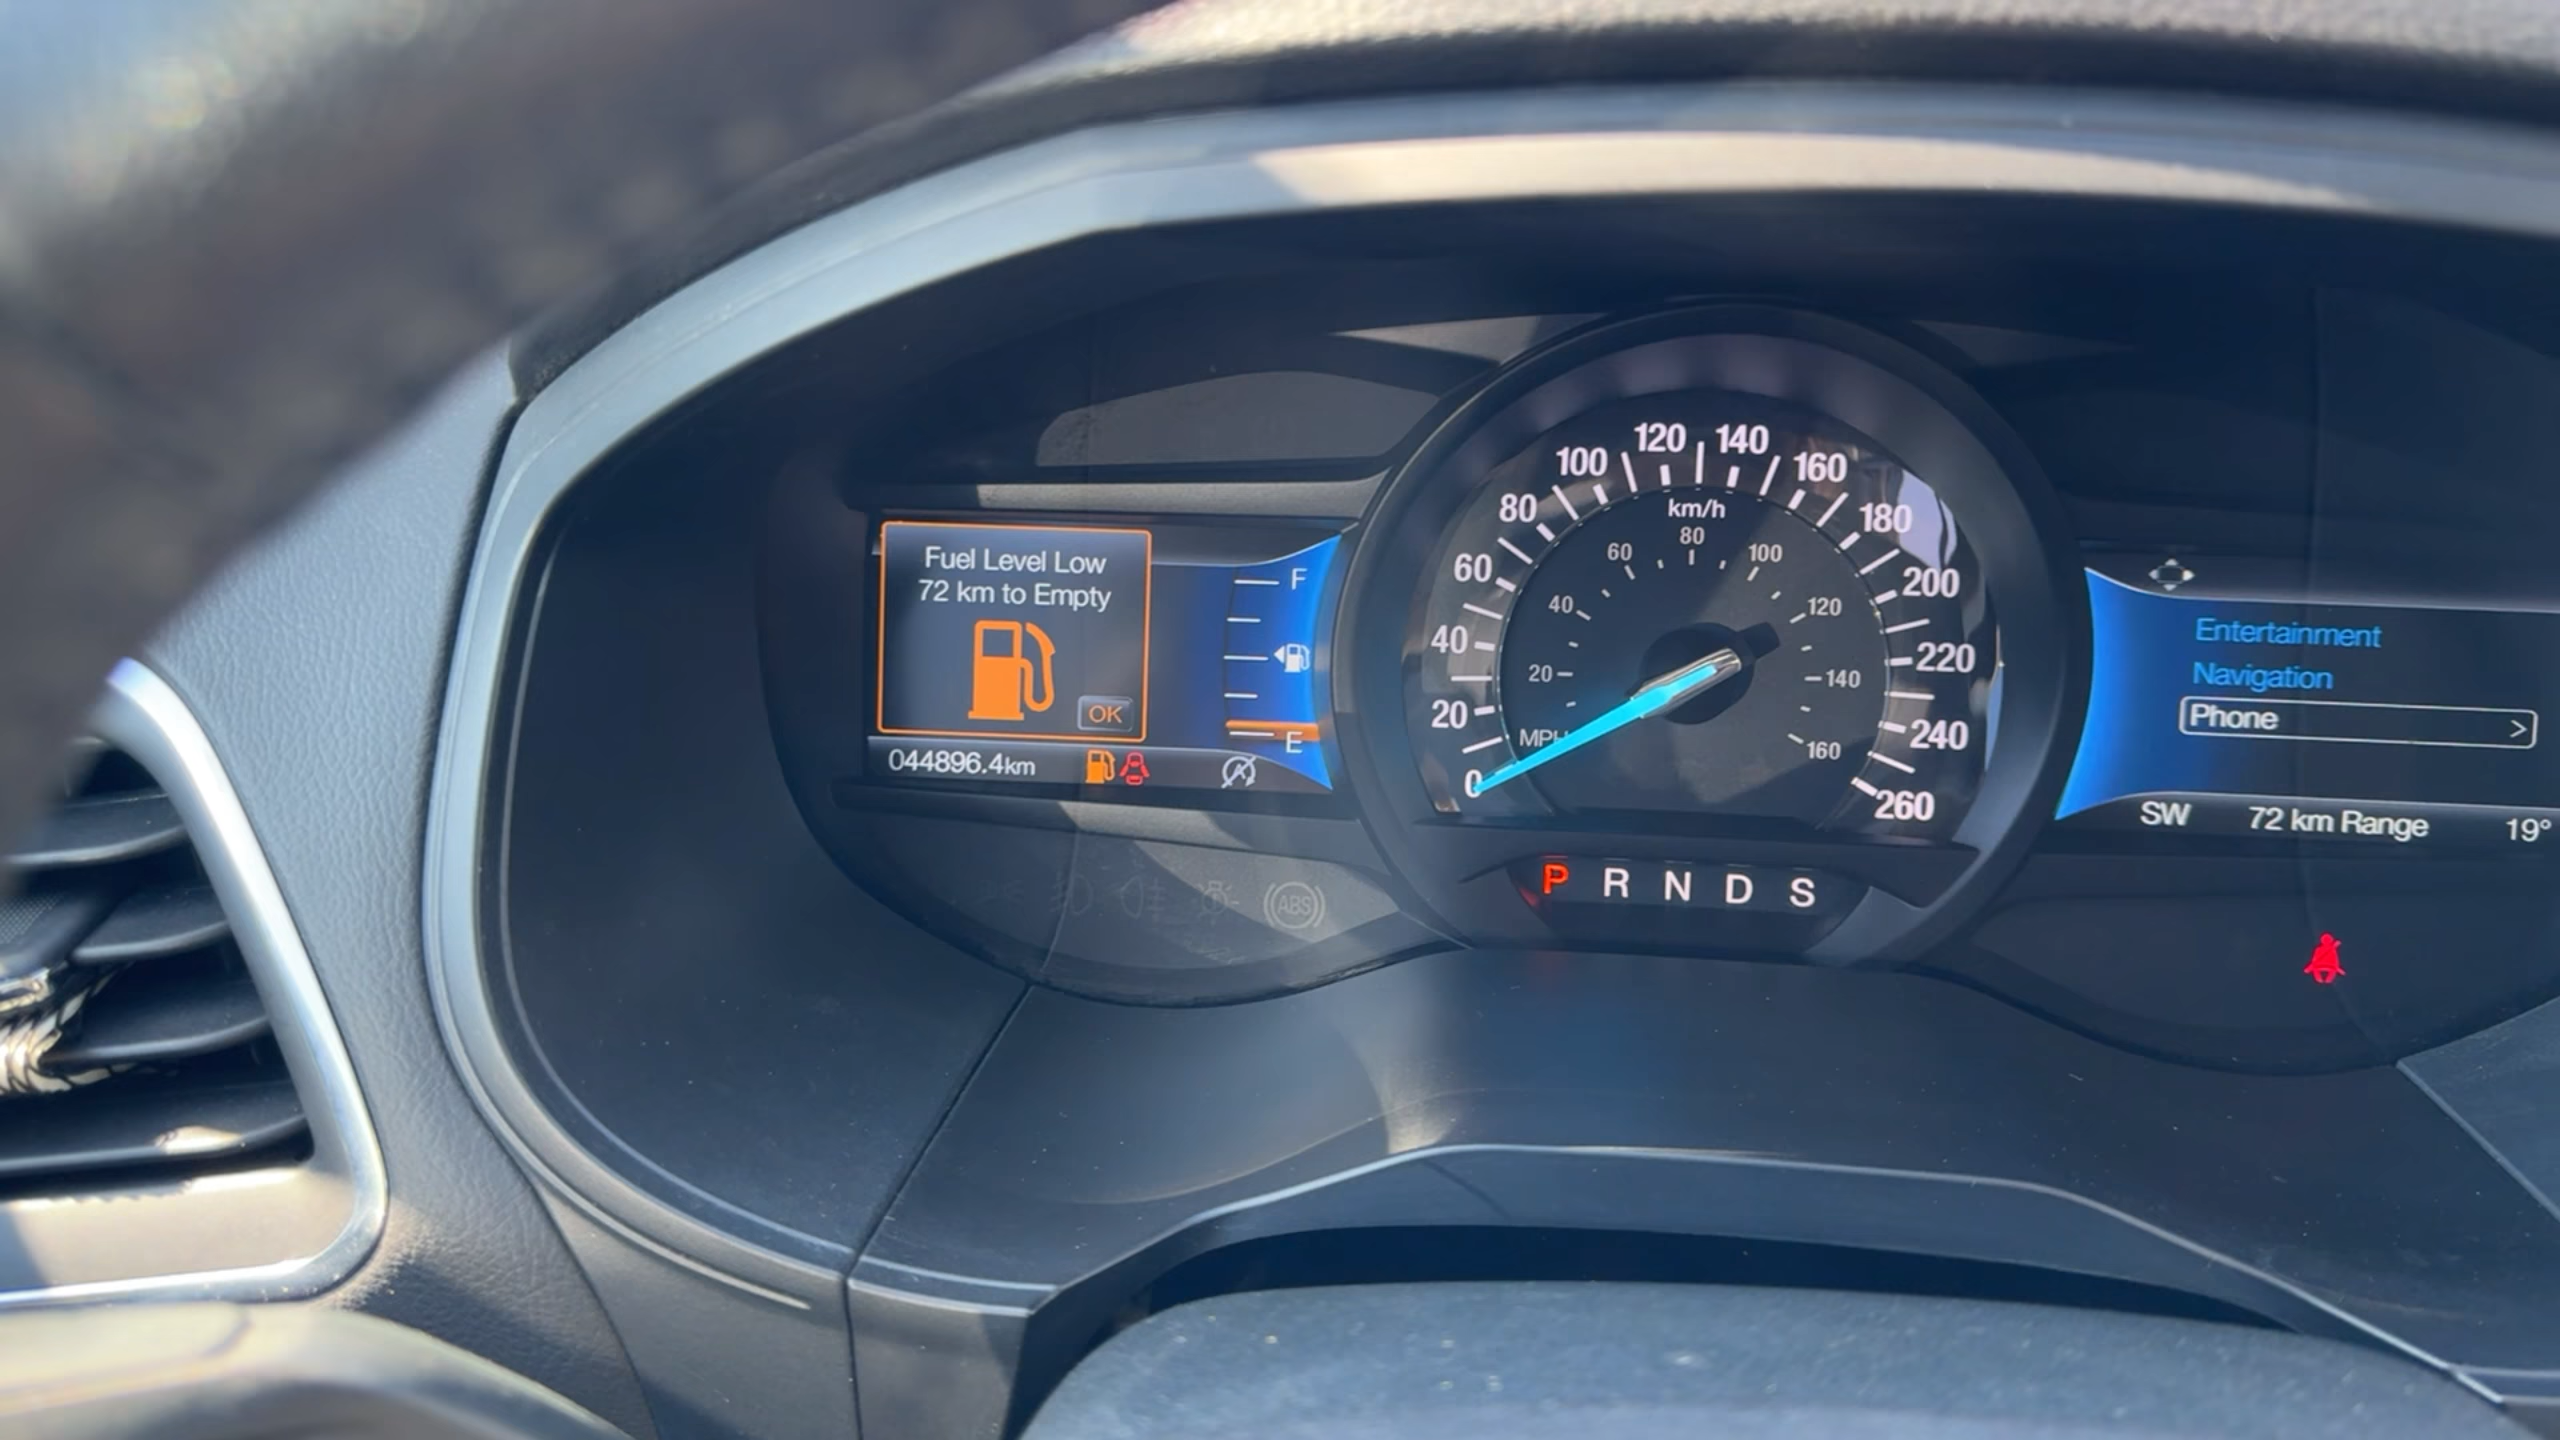 Fuel Level Low
72 km to Empty
OK
044896.4km
F
E
0
20
40
60
80
100
120
140
160
180
200
220
240
260
km/h
20
40
60
80
100
120
140
160
MPH
P R N D S
ABS
Entertainment
Navigation
Phone >
SW 72 km Range 19°